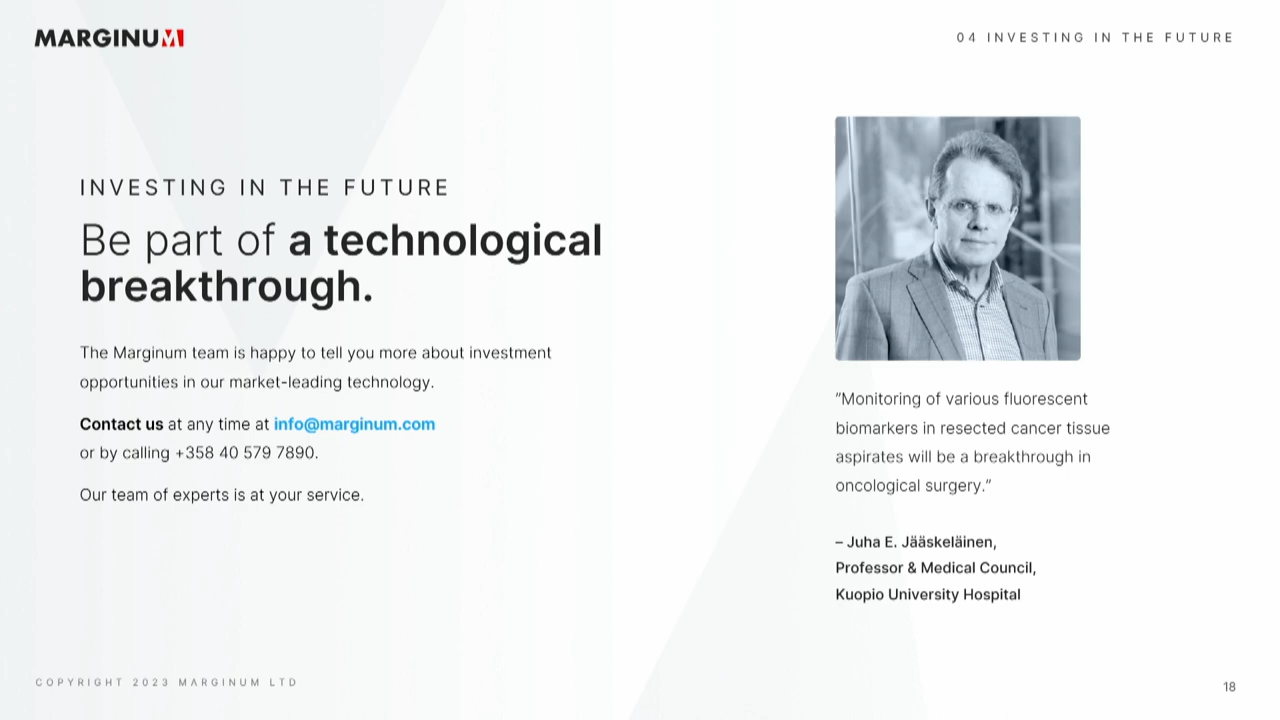 MARGINUM
04 INVESTING IN THE FUTURE
INVESTING IN THE FUTURE
Be part of a technological
breakthrough.
The Marginum team is happy to tell you more about investment
opportunities in our market-leading technology.
Contact us at any time at info@marginum.com
or by calling +358 40 579 7890.
Our team of experts is at your service.
”Monitoring of various fluorescent
biomarkers in resected cancer tissue
aspirates will be a breakthrough in
oncological surgery.”
– Juha E. Jääskeläinen,
Professor & Medical Council,
Kuopio University Hospital
COPYRIGHT 2023 MARGINUM LTD
18